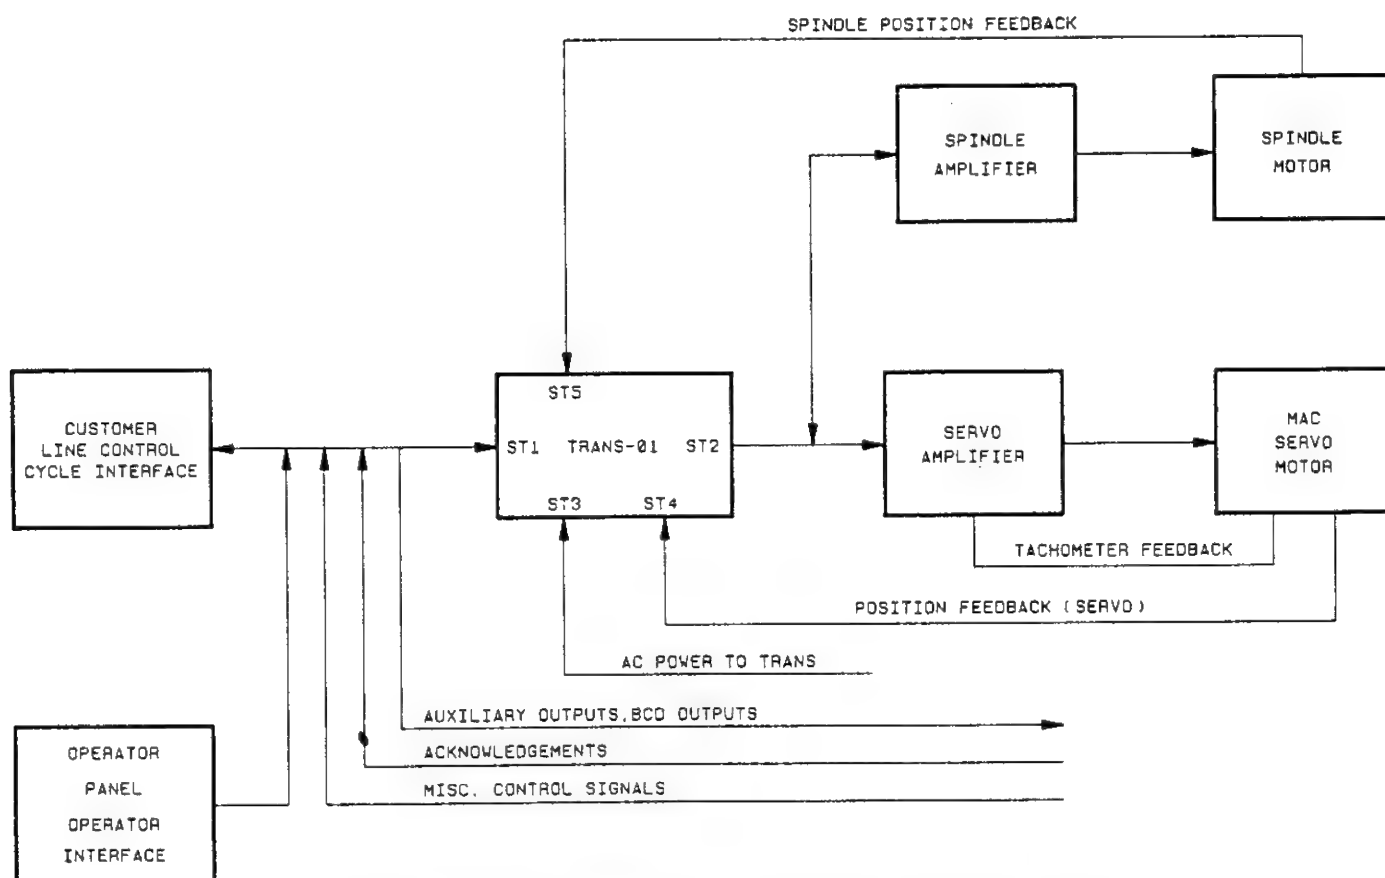 SPINDLE POSITION FEEDBACK
SPINDLE
AMPLIFIER
SPINDLE
MOTOR
CUSTOMER
LINE CONTROL
CYCLE INTERFACE
ST5
ST1 TRANS-01 ST2
ST3 ST4
SERVO
AMPLIFIER
MAC
SERVO
MOTOR
TACHOMETER FEEDBACK
POSITION FEEDBACK (SERVO)
AC POWER TO TRANS
AUXILIARY OUTPUTS,BCD OUTPUTS
ACKNOWLEDGEMENTS
MISC. CONTROL SIGNALS
OPERATOR
PANEL
OPERATOR
INTERFACE